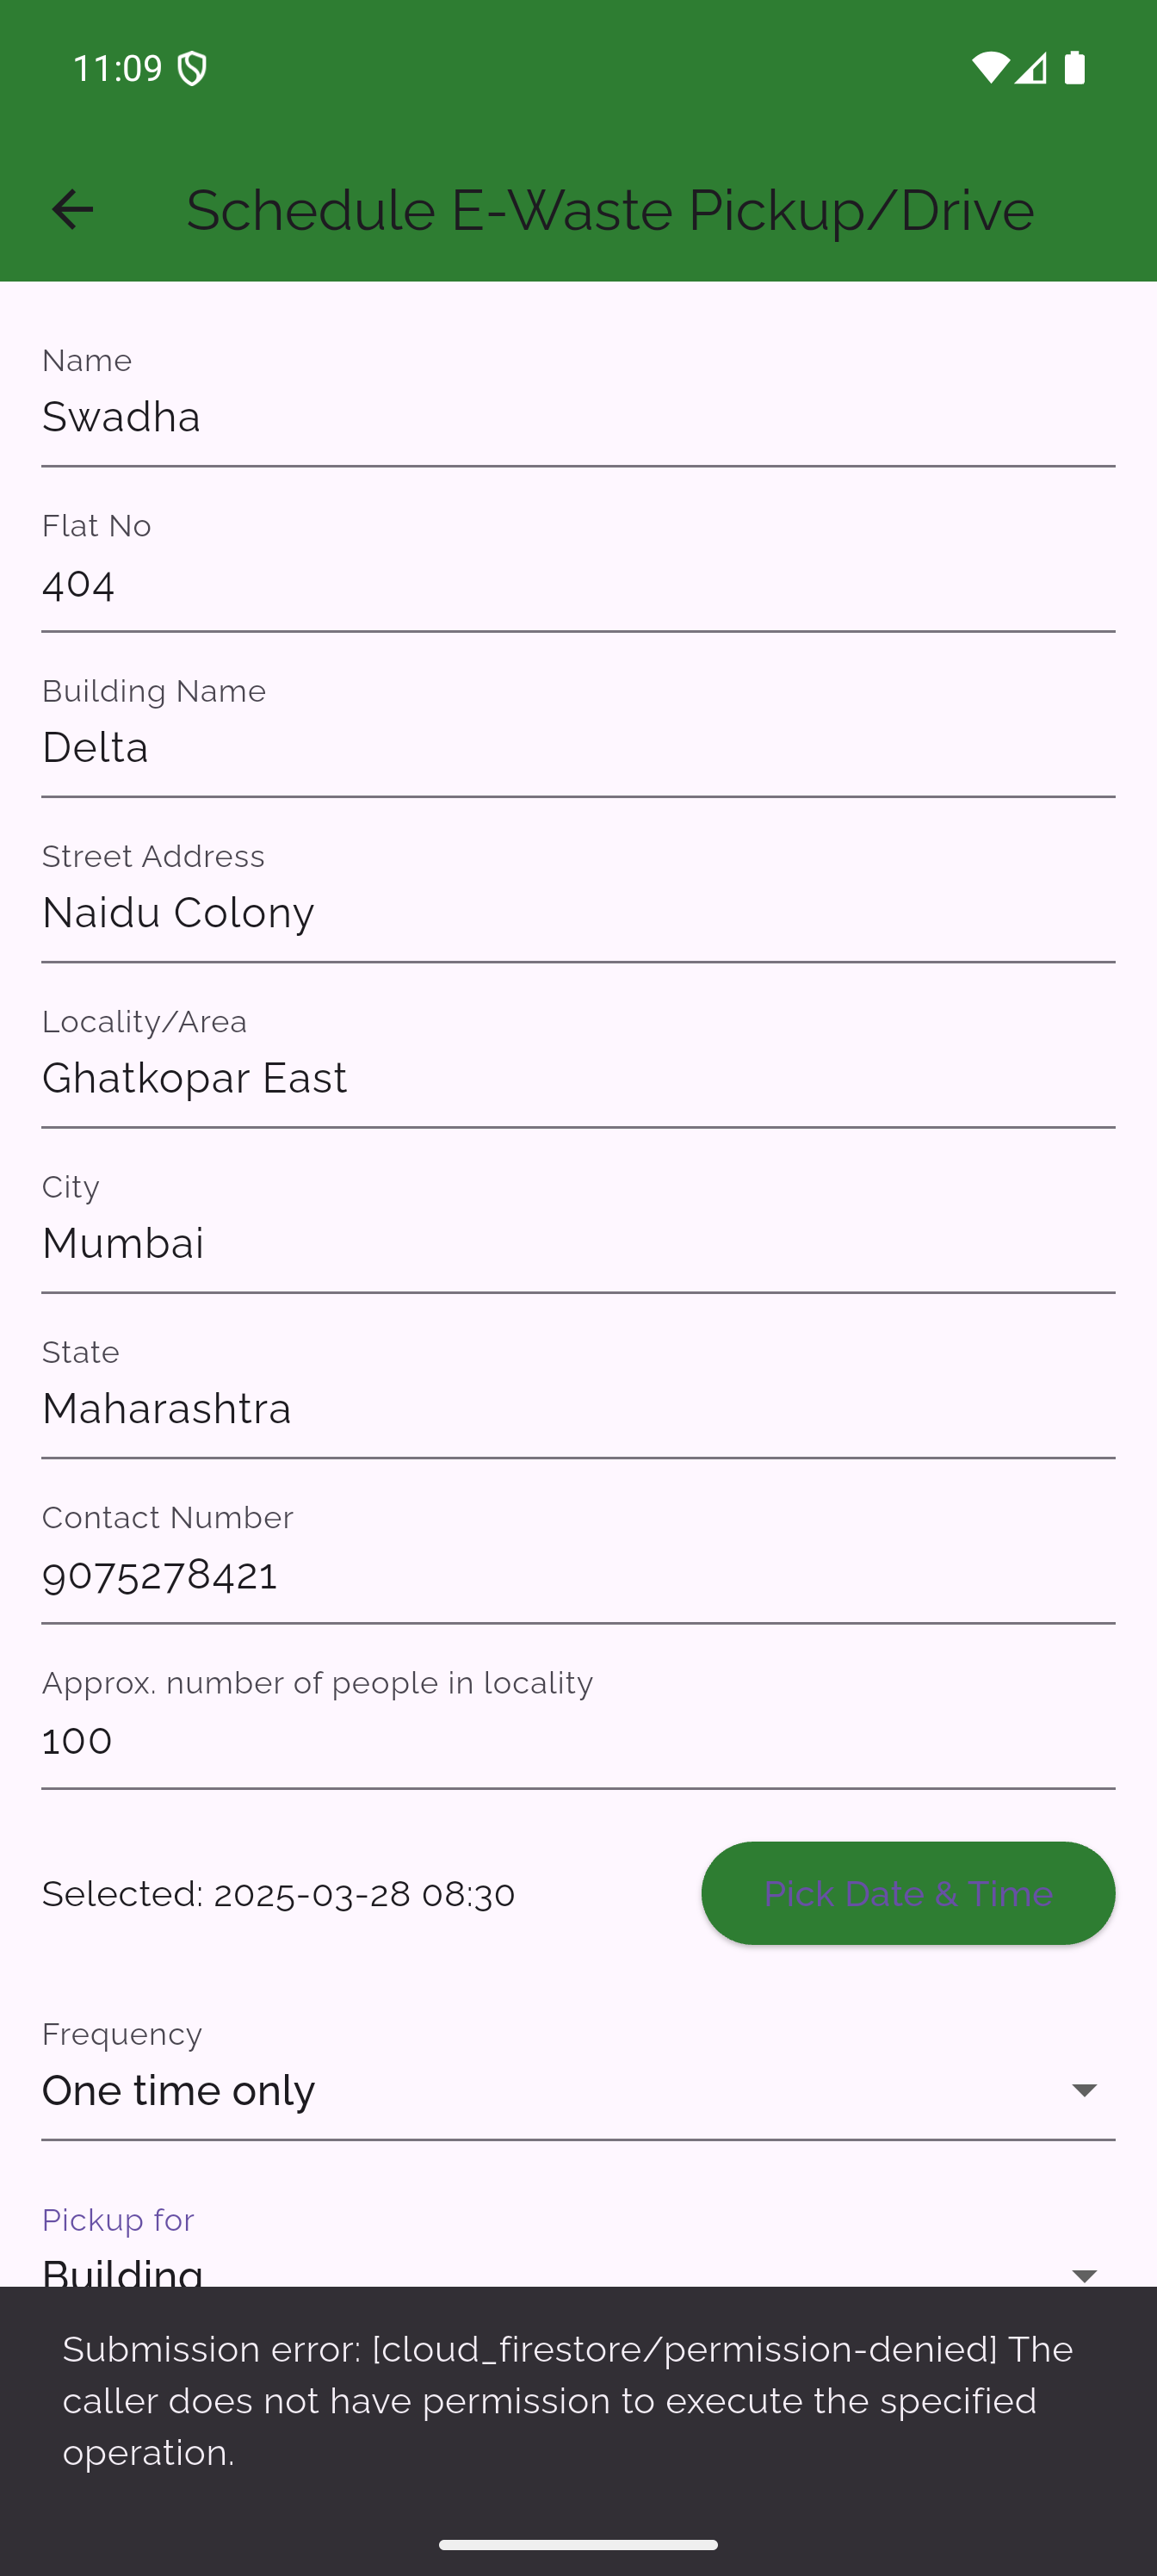 11:09
Schedule E-Waste Pickup/Drive
Name
Swadha
Flat No
404
Building Name
Delta
Street Address
Naidu Colony
Locality/Area
Ghatkopar East
City
Mumbai
State
Maharashtra
Contact Number
9075278421
Approx. number of people in locality
100
Selected: 2025-03-28 08:30
Pick Date & Time
Frequency
One time only
Pickup for
Building
Submission error: [cloud_firestore/permission-denied] The
caller does not have permission to execute the specified
operation.